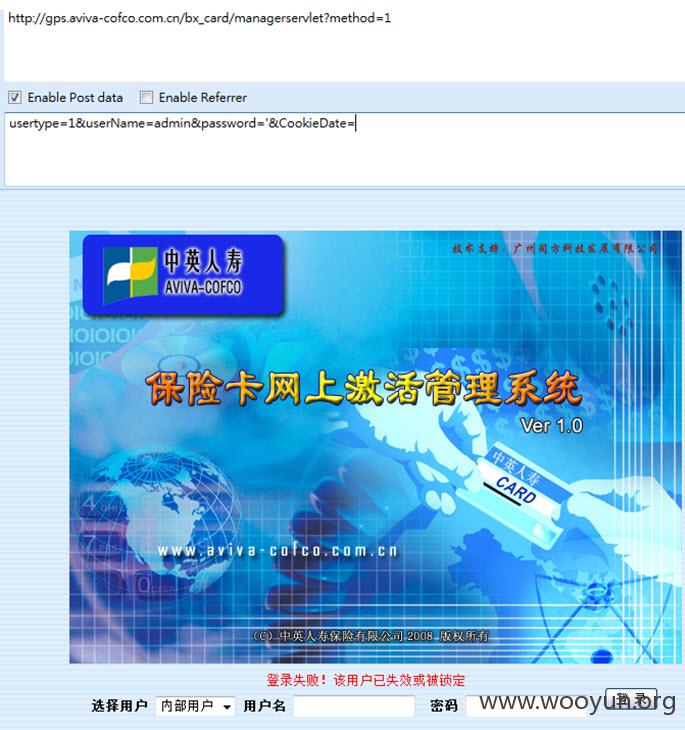 http://gps.aviva-cofco.com.cn/bx_card/managerservlet?method=1
Enable Post data Enable Referrer
usertype=1&userName=admin&password='&CookieDate=
技术支持：广州同方科技发展有限公司
中英人寿
AVIVA-COFCO
保险卡网上激活管理系统
Ver 1.0
中英人寿
CARD
www.aviva-cofco.com.cn
(C) 中英人寿保险有限公司 2008 版权所有
登录失败！该用户已失效或被锁定
选择用户 内部用户 用户名 密码 登录
www.wooyun.org